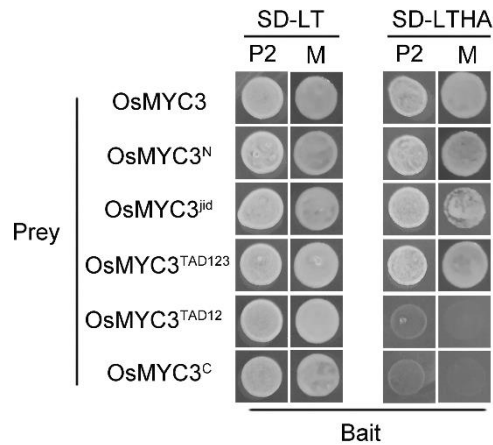 SD-LT SD-LTHA
P2 M P2 M
OsMYC3
OsMYC3ᴺ
OsMYC3ʲⁱᵈ
Prey
OsMYC3ᵀᴬᴰ¹²³
OsMYC3ᵀᴬᴰ¹²
OsMYC3ᶜ
Bait